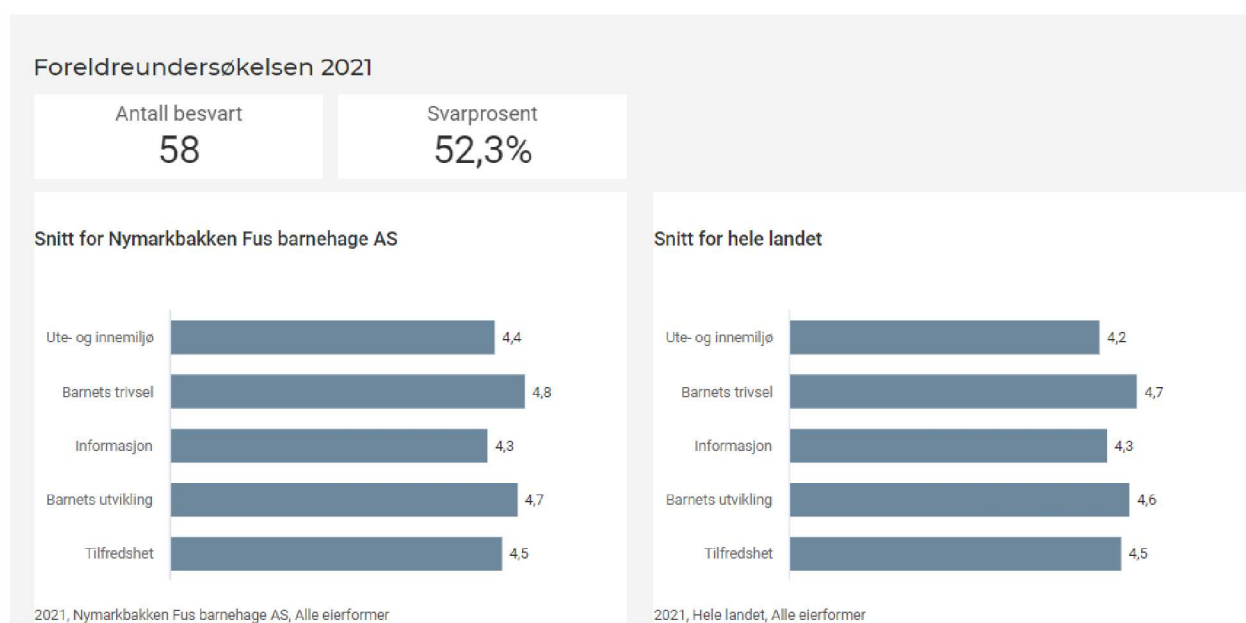 Foreldreundersøkelsen 2021
Antall besvart
58
Svarprosent
52,3%
Snitt for Nymarkbakken Fus barnehage AS
Ute- og innemiljø 4,4
Barnets trivsel 4,8
Informasjon 4,3
Barnets utvikling 4,7
Tilfredshet 4,5
2021, Nymarkbakken Fus barnehage AS, Alle eierformer
Snitt for hele landet
Ute- og innemiljø 4,2
Barnets trivsel 4,7
Informasjon 4,3
Barnets utvikling 4,6
Tilfredshet 4,5
2021, Hele landet, Alle eierformer